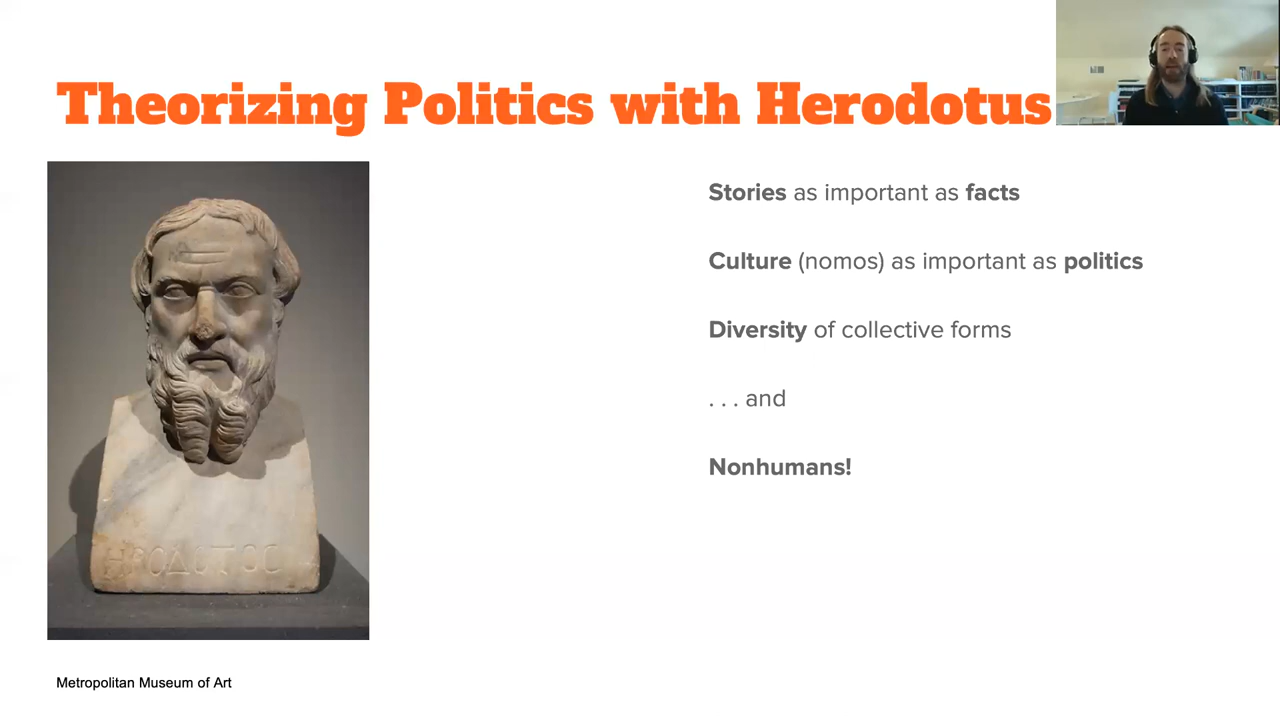 Theorizing Politics with Herodotus
Stories as important as facts
Culture (nomos) as important as politics
Diversity of collective forms
. . . and
Nonhumans!
ΗΡΟΔΟΤΟΣ
Metropolitan Museum of Art